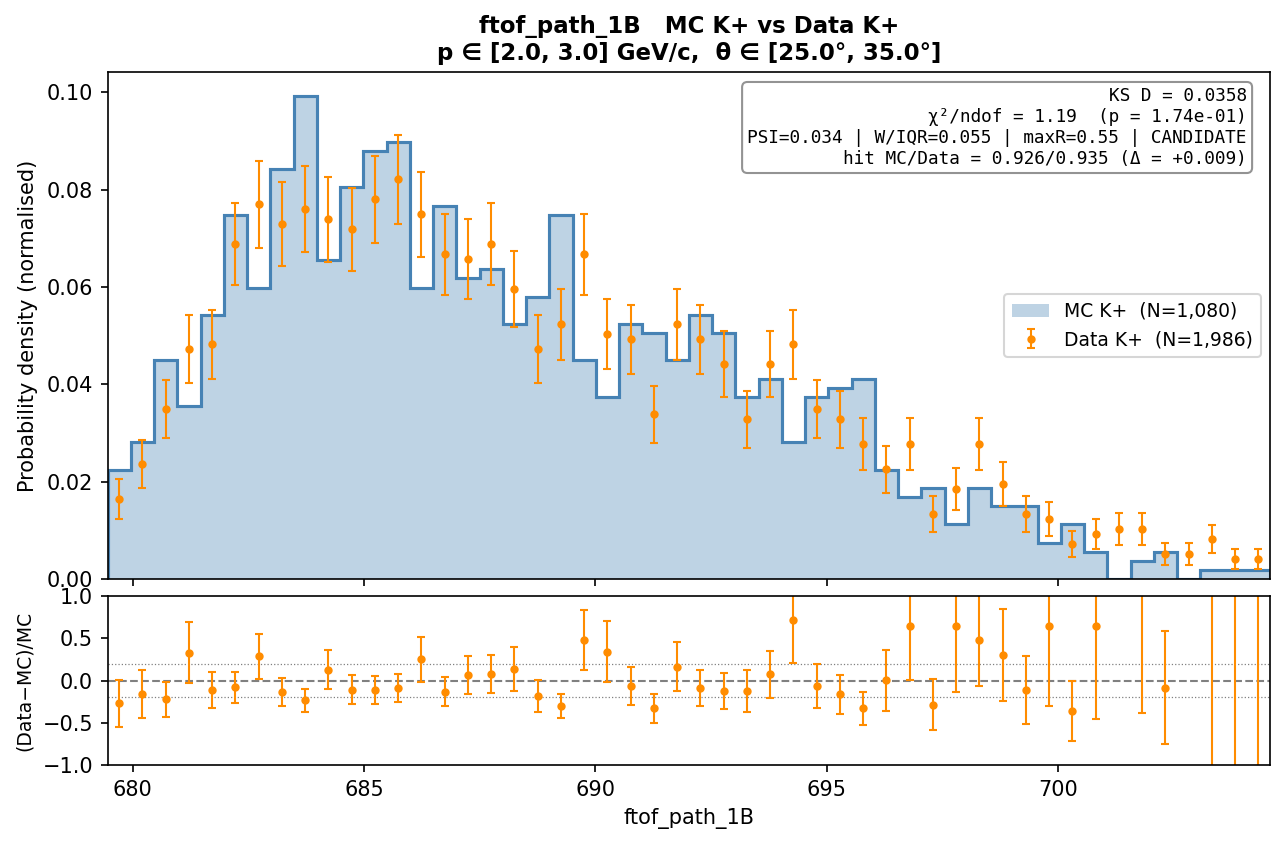 ftof_path_1B   MC K+ vs Data K+
p ∈ [2.0, 3.0] GeV/c,  θ ∈ [25.0°, 35.0°]
KS D = 0.0358
χ²/ndof = 1.19  (p = 1.74e-01)
PSI=0.034 | W/IQR=0.055 | maxR=0.55 | CANDIDATE
hit MC/Data = 0.926/0.935 (Δ = +0.009)
MC K+  (N=1,080)
Data K+  (N=1,986)
Probability density (normalised)
0.10
0.08
0.06
0.04
0.02
0.00
(Data−MC)/MC
1.0
0.5
0.0
−0.5
−1.0
680
685
690
695
700
ftof_path_1B